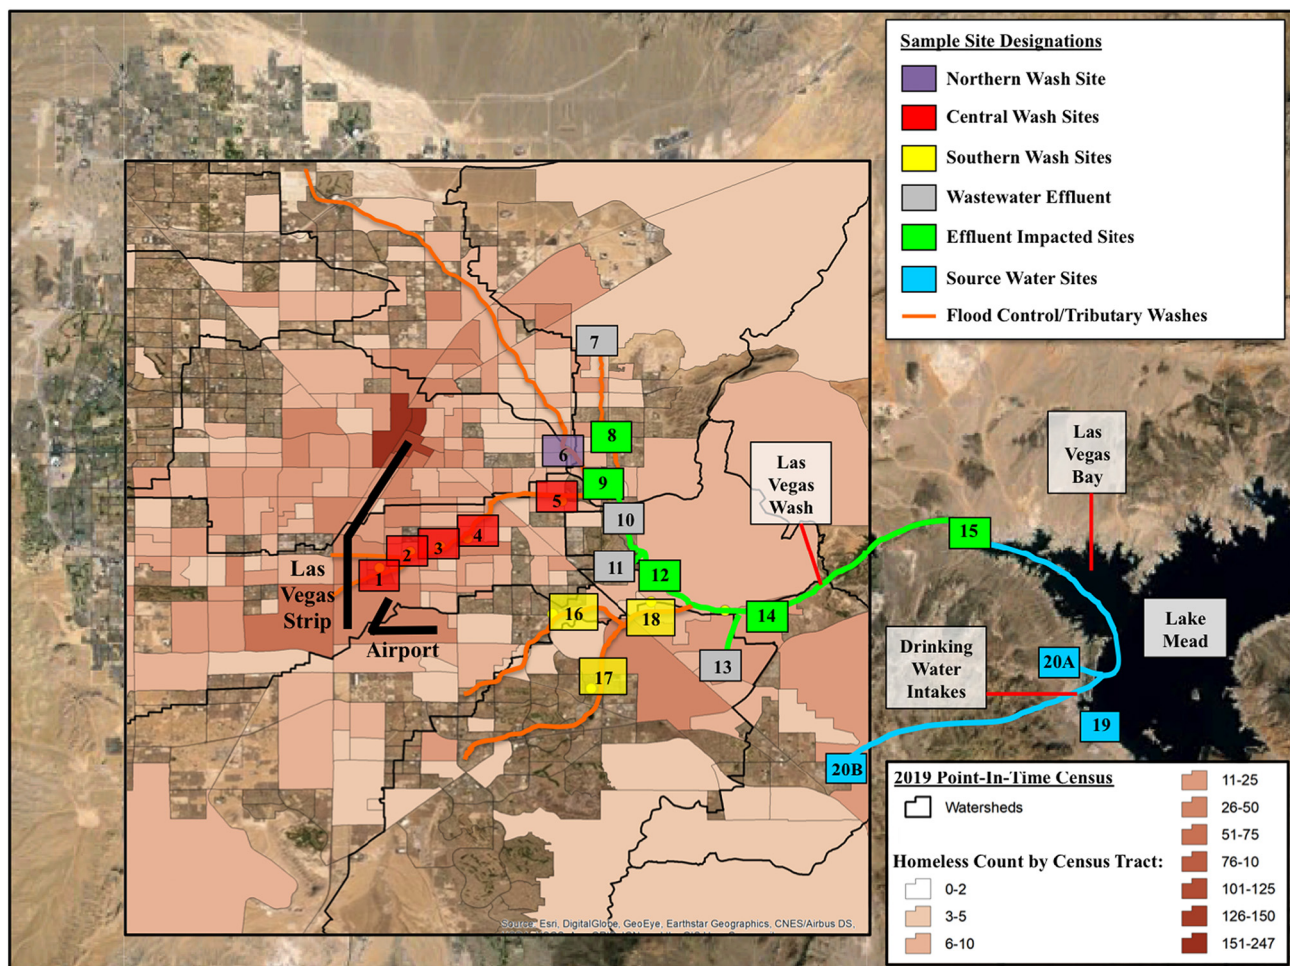 Sample Site Designations
Northern Wash Site
Central Wash Sites
Southern Wash Sites
Wastewater Effluent
Effluent Impacted Sites
Source Water Sites
Flood Control/Tributary Washes
7
8
6
9
5
10
4
3
2
1
11
12
16
18
14
17
13
15
20A
19
20B
Las
Vegas
Strip
Airport
Las
Vegas
Wash
Las
Vegas
Bay
Lake
Mead
Drinking
Water
Intakes
2019 Point-In-Time Census
Watersheds
Homeless Count by Census Tract:
0-2
3-5
6-10
11-25
26-50
51-75
76-10
101-125
126-150
151-247
Source: Esri, DigitalGlobe, GeoEye, Earthstar Geographics, CNES/Airbus DS,